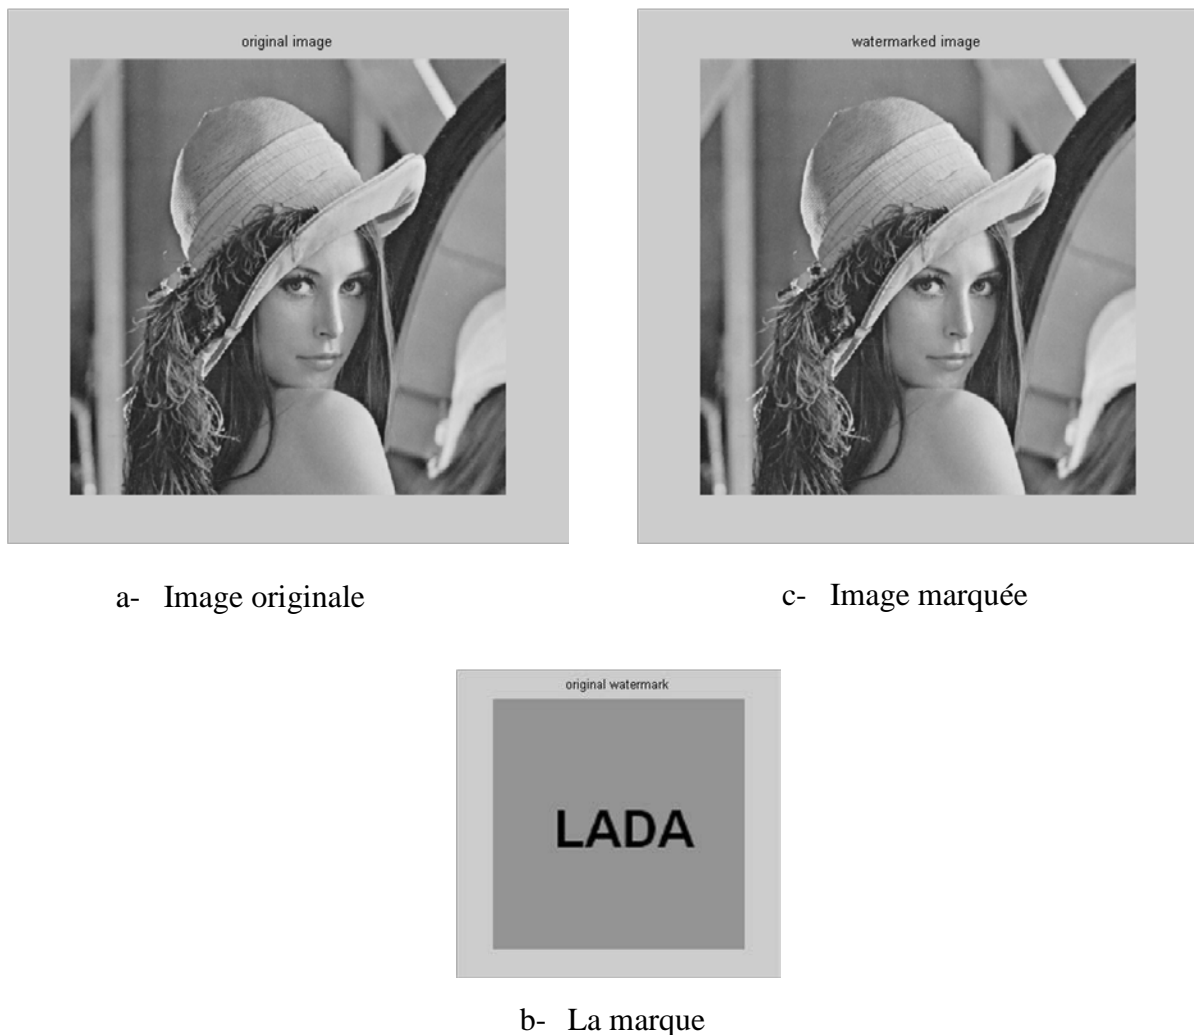 original image
watermarked image
a- Image originale
c- Image marquée
original watermark
LADA
b- La marque